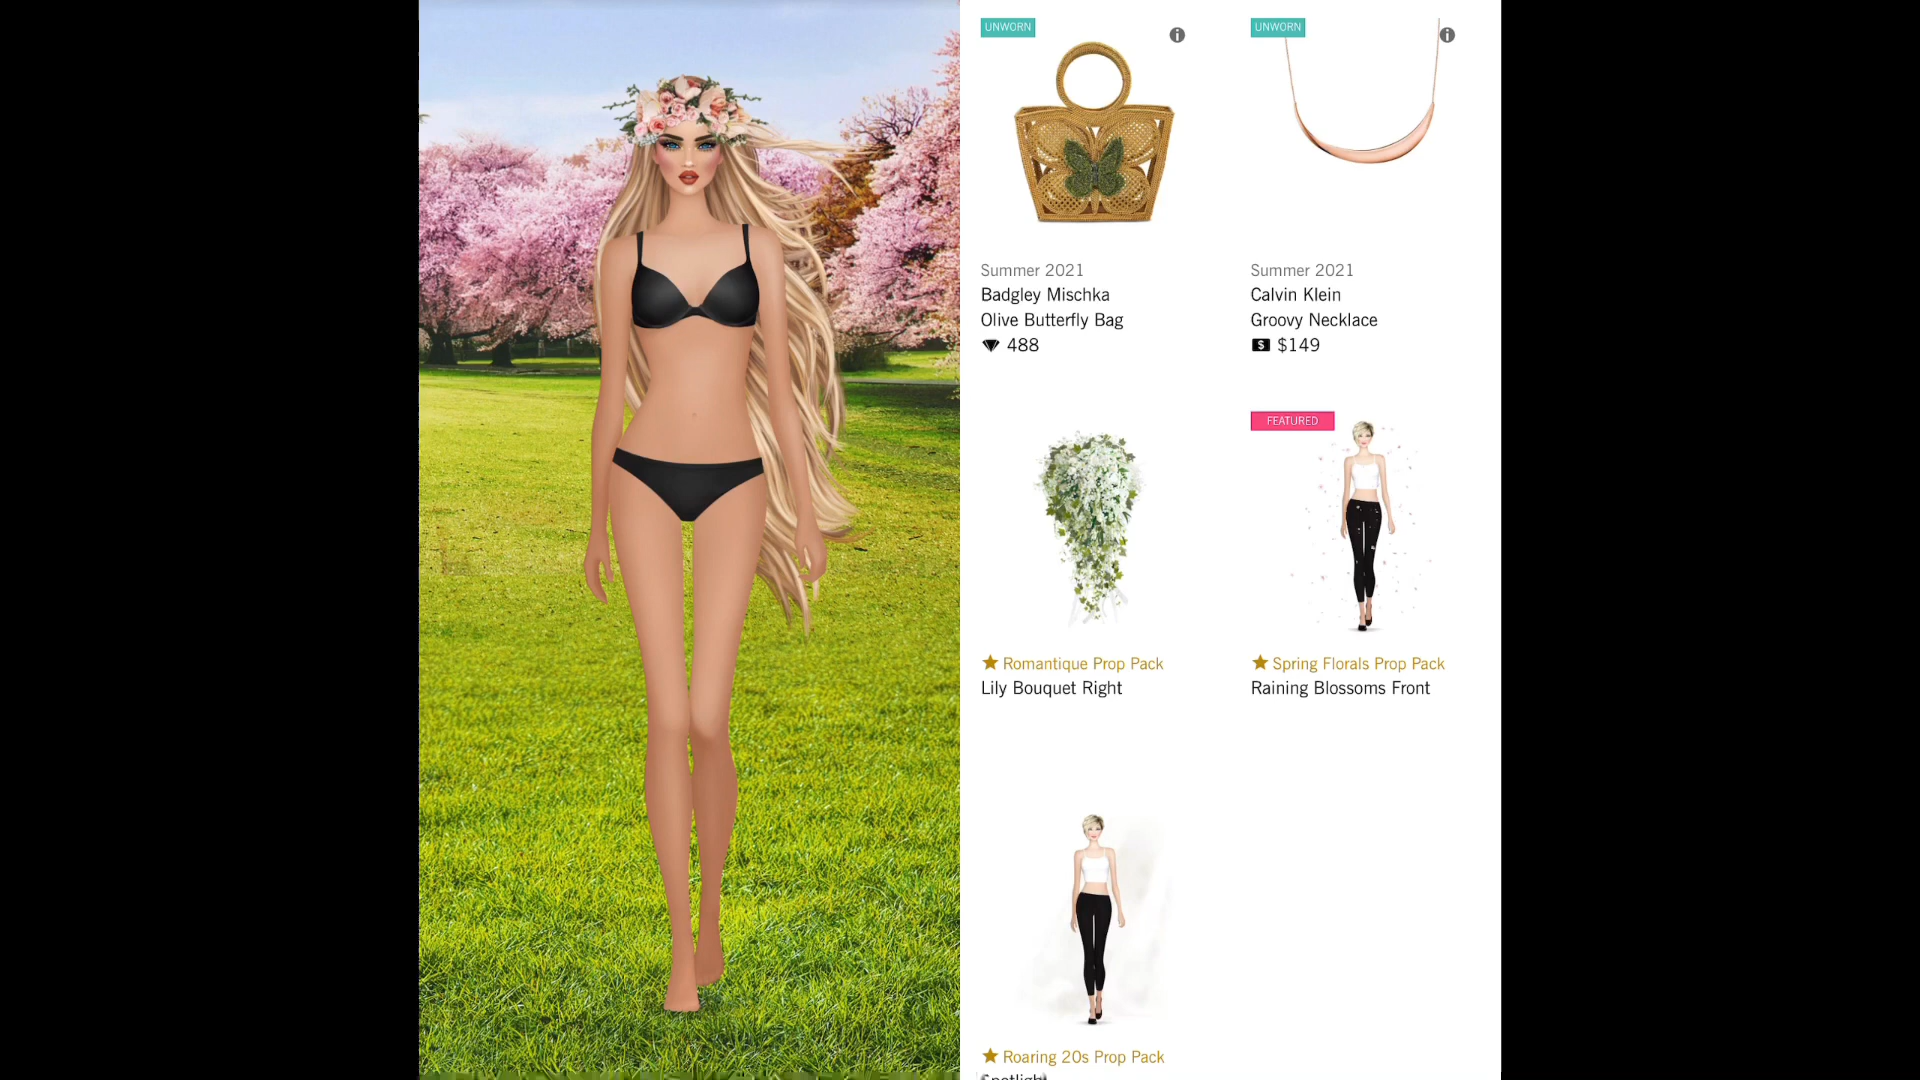 UNWORN
Summer 2021
Badgley Mischka
Olive Butterfly Bag
488
UNWORN
Summer 2021
Calvin Klein
Groovy Necklace
$149
Romantique Prop Pack
Lily Bouquet Right
FEATURED
Spring Florals Prop Pack
Raining Blossoms Front
Roaring 20s Prop Pack
Spotlight